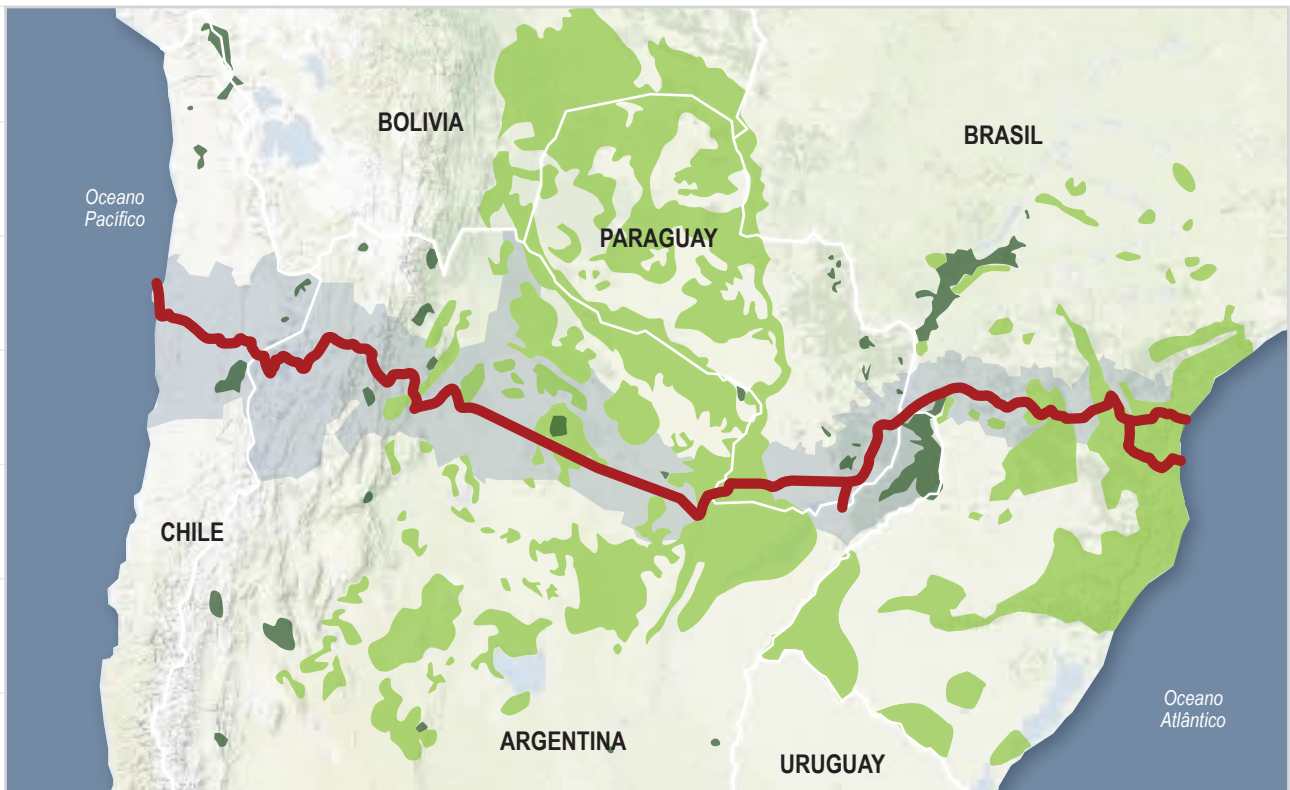 BOLIVIA
BRASIL
Oceano
Pacífico
PARAGUAY
CHILE
Oceano
Atlântico
ARGENTINA
URUGUAY